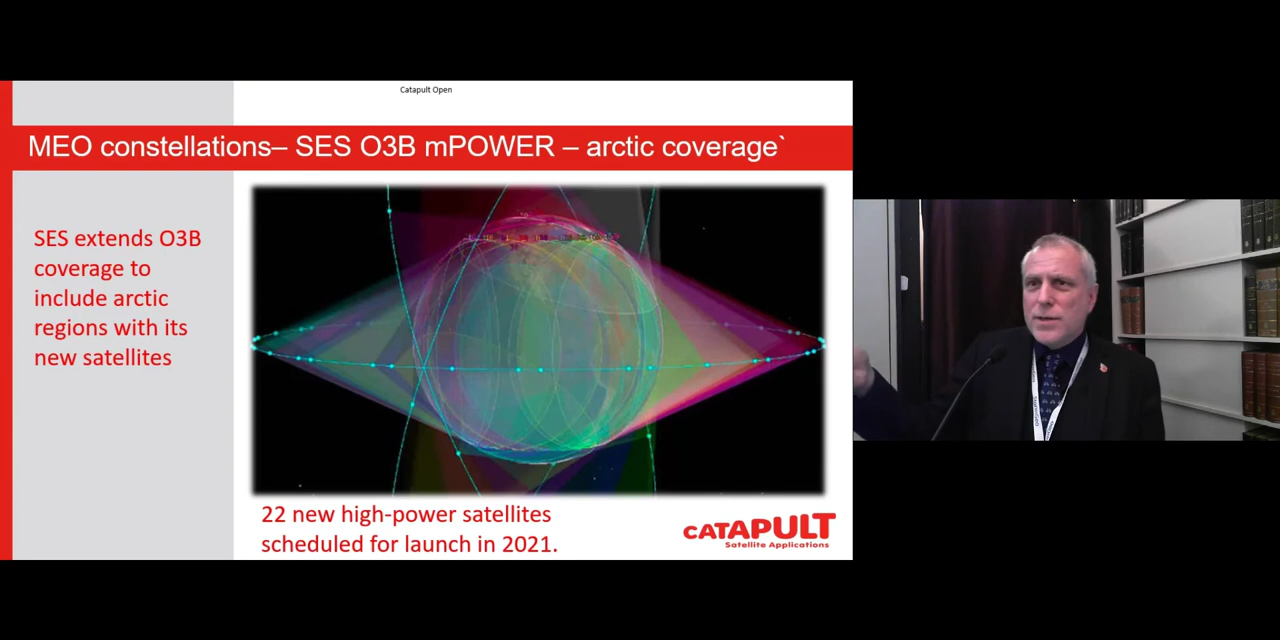 Catapult Open
MEO constellations– SES O3B mPOWER – arctic coverage`
SES extends O3B
coverage to
include arctic
regions with its
new satellites
22 new high-power satellites
scheduled for launch in 2021.
CATAPULT
Satellite Applications